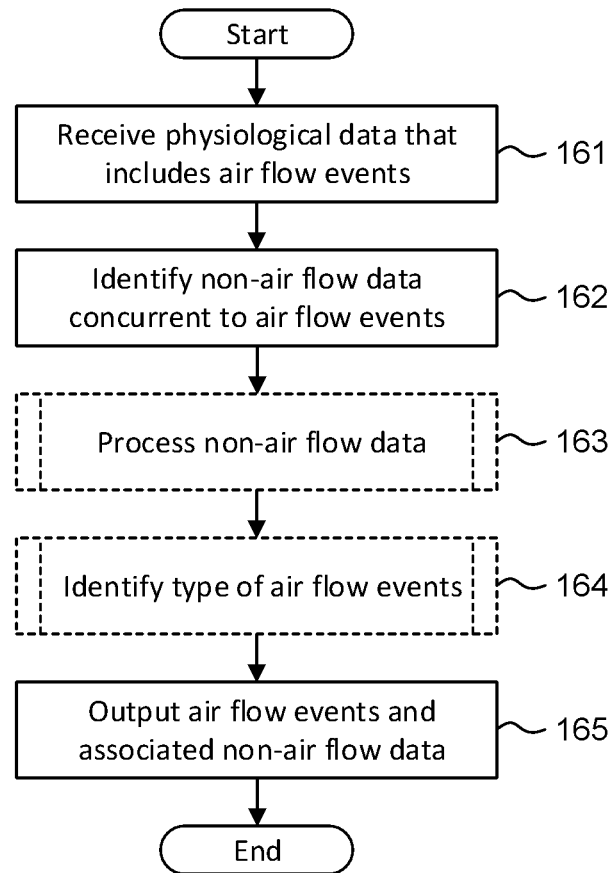 Start
Receive physiological data that
includes air flow events
161
Identify non-air flow data
concurrent to air flow events
162
Process non-air flow data
163
Identify type of air flow events
164
Output air flow events and
associated non-air flow data
165
End